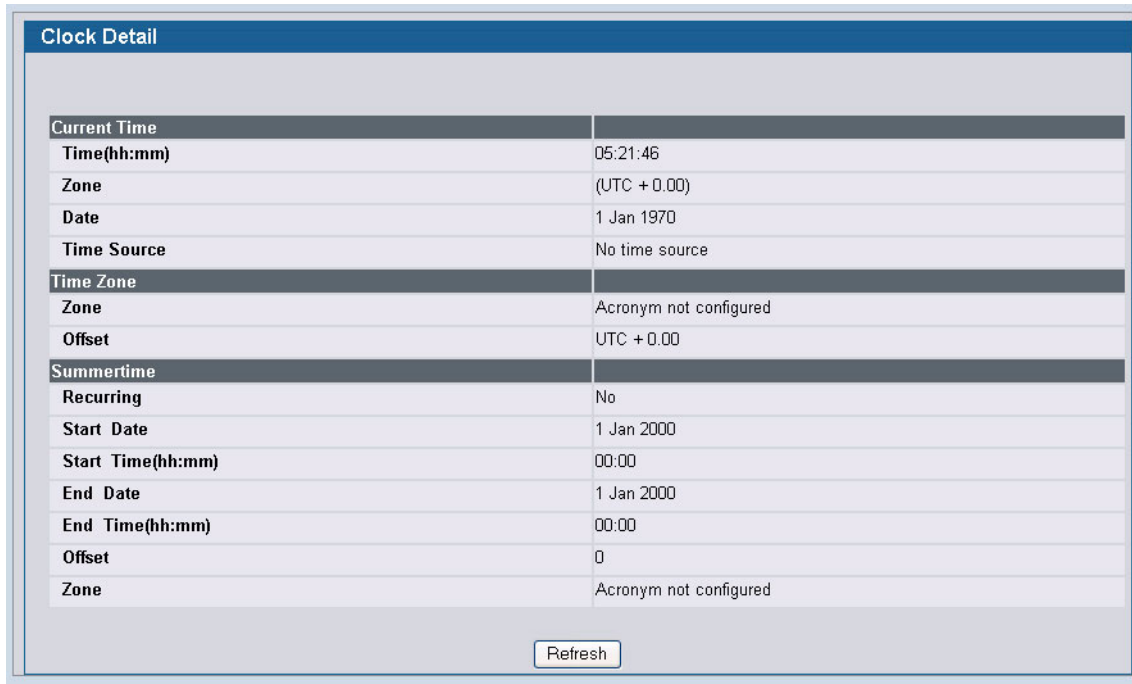 Clock Detail
Current Time
Time(hh:mm) 05:21:46
Zone (UTC + 0.00)
Date 1 Jan 1970
Time Source No time source
Time Zone
Zone Acronym not configured
Offset UTC + 0.00
Summertime
Recurring No
Start Date 1 Jan 2000
Start Time(hh:mm) 00:00
End Date 1 Jan 2000
End Time(hh:mm) 00:00
Offset 0
Zone Acronym not configured
Refresh